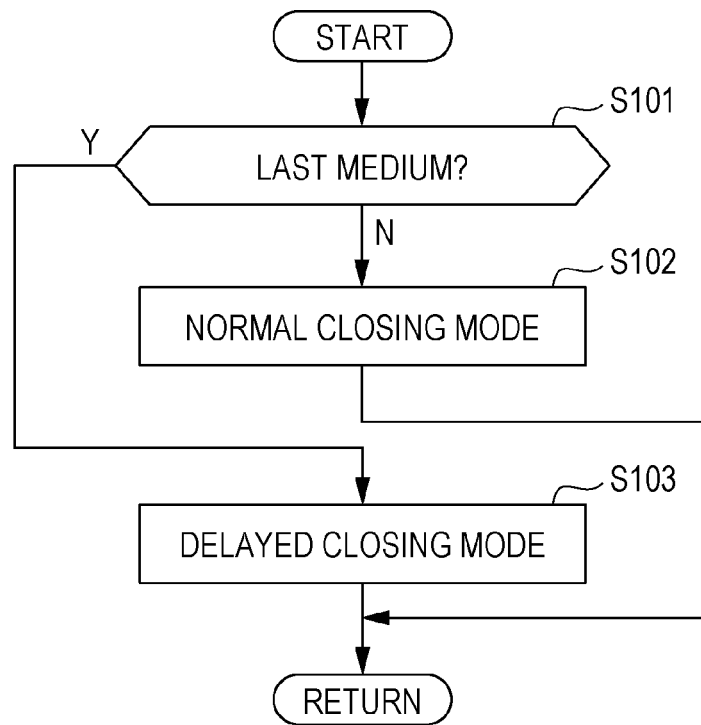 START
S101
Y
LAST MEDIUM?
N
S102
NORMAL CLOSING MODE
S103
DELAYED CLOSING MODE
RETURN